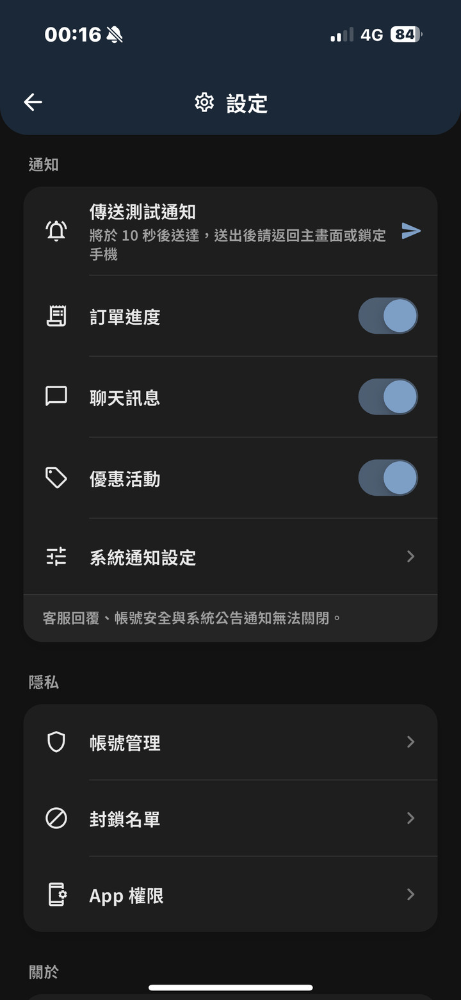 00:16
4G
84
設定
通知
傳送測試通知
將於 10 秒後送達，送出後請返回主畫面或鎖定
手機
訂單進度
聊天訊息
優惠活動
系統通知設定
客服回覆、帳號安全與系統公告通知無法關閉。
隱私
帳號管理
封鎖名單
App 權限
關於